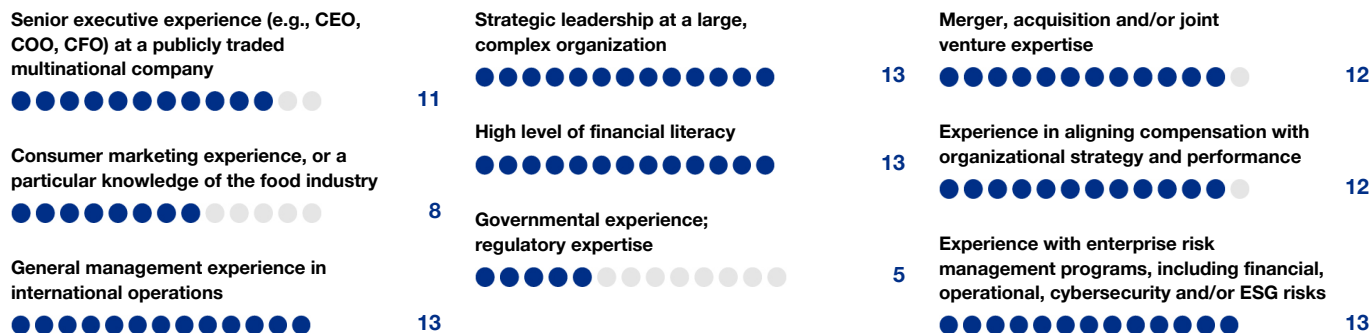 Senior executive experience (e.g., CEO,
COO, CFO) at a publicly traded
multinational company
11
Consumer marketing experience, or a
particular knowledge of the food industry
8
General management experience in
international operations
13
Strategic leadership at a large,
complex organization
13
High level of financial literacy
13
Governmental experience;
regulatory expertise
5
Merger, acquisition and/or joint
venture expertise
12
Experience in aligning compensation with
organizational strategy and performance
12
Experience with enterprise risk
management programs, including financial,
operational, cybersecurity and/or ESG risks
13